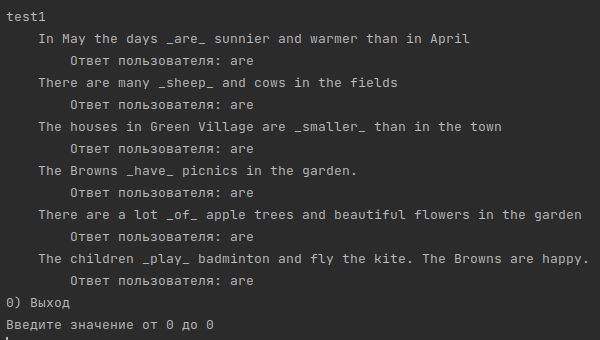 test1
In May the days _are_ sunnier and warmer than in April
Ответ пользователя: are
There are many _sheep_ and cows in the fields
Ответ пользователя: are
The houses in Green Village are _smaller_ than in the town
Ответ пользователя: are
The Browns _have_ picnics in the garden.
Ответ пользователя: are
There are a lot _of_ apple trees and beautiful flowers in the garden
Ответ пользователя: are
The children _play_ badminton and fly the kite. The Browns are happy.
Ответ пользователя: are
0) Выход
Введите значение от 0 до 0